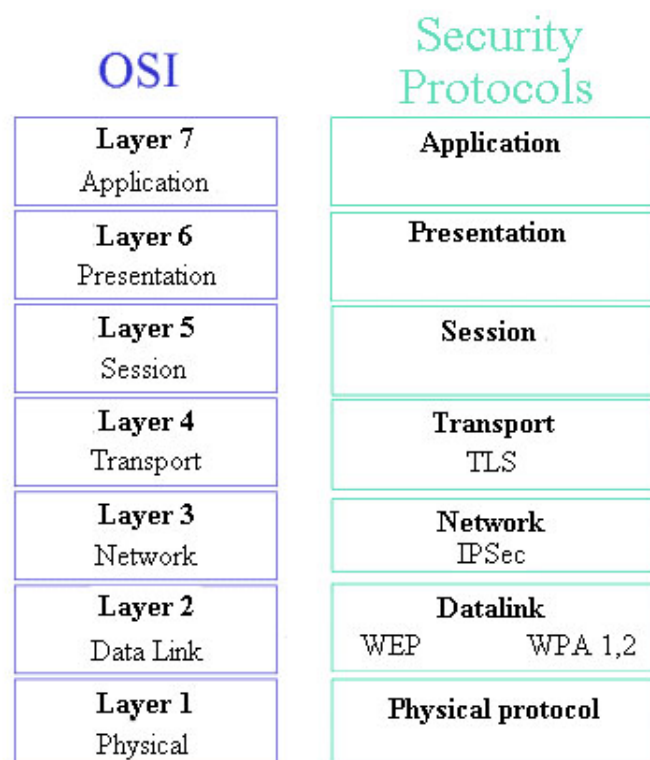 OSI
Security
Protocols
Layer 7
Application
Application
Layer 6
Presentation
Presentation
Layer 5
Session
Session
Layer 4
Transport
Transport
TLS
Layer 3
Network
Network
IPSec
Layer 2
Data Link
Datalink
WEP WPA 1,2
Layer 1
Physical
Physical protocol